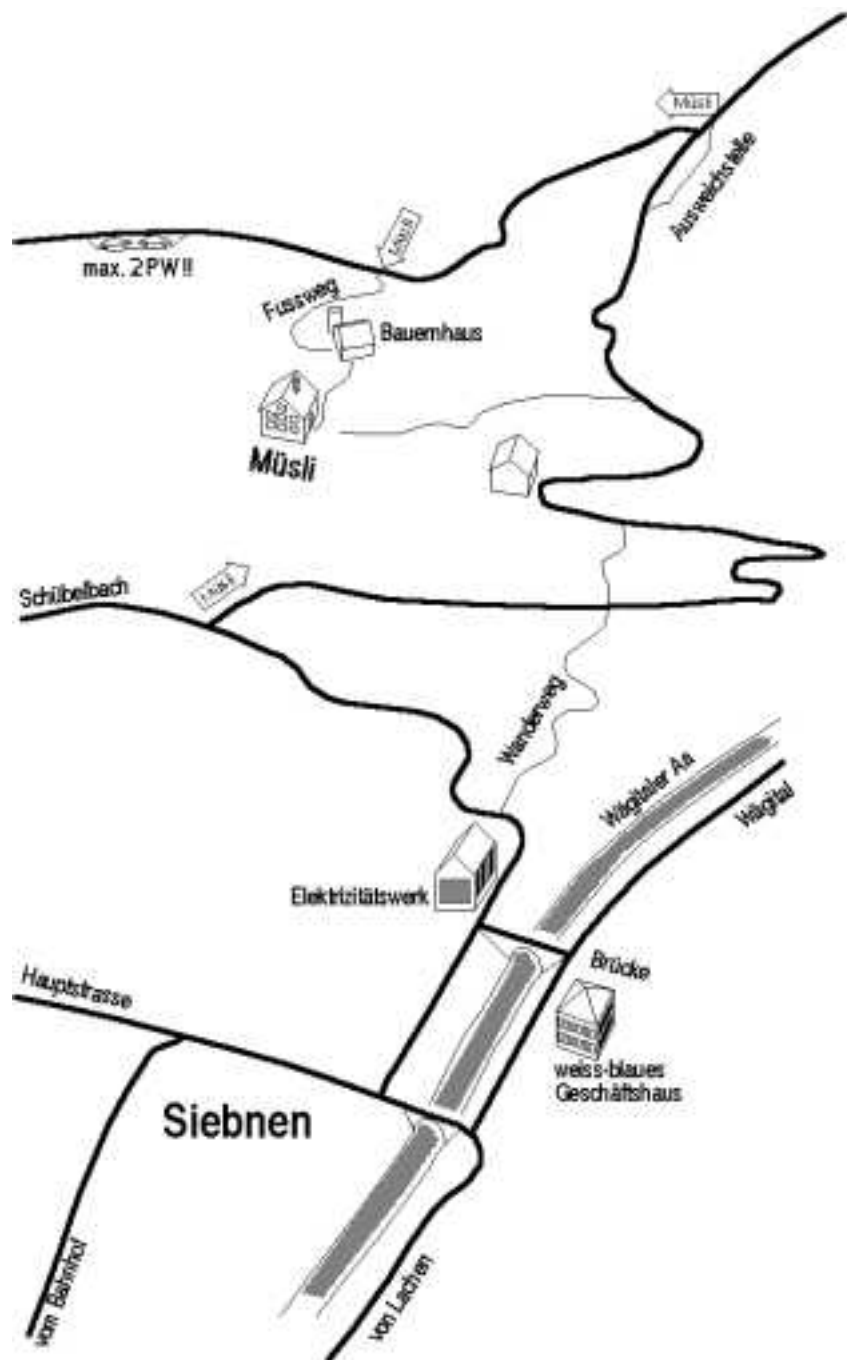 Müsli
Ausweichstelle
Müsli
max. 2PW!!
Fussweg
Bauernhaus
Müsli
Müsli
Schübelbach
Wanderweg
Wägitaler Aa
Wägital
Elektrizitätswerk
Brücke
Hauptstrasse
weiss-blaues
Geschäftshaus
Siebnen
vom Bahnhof
von Lachen